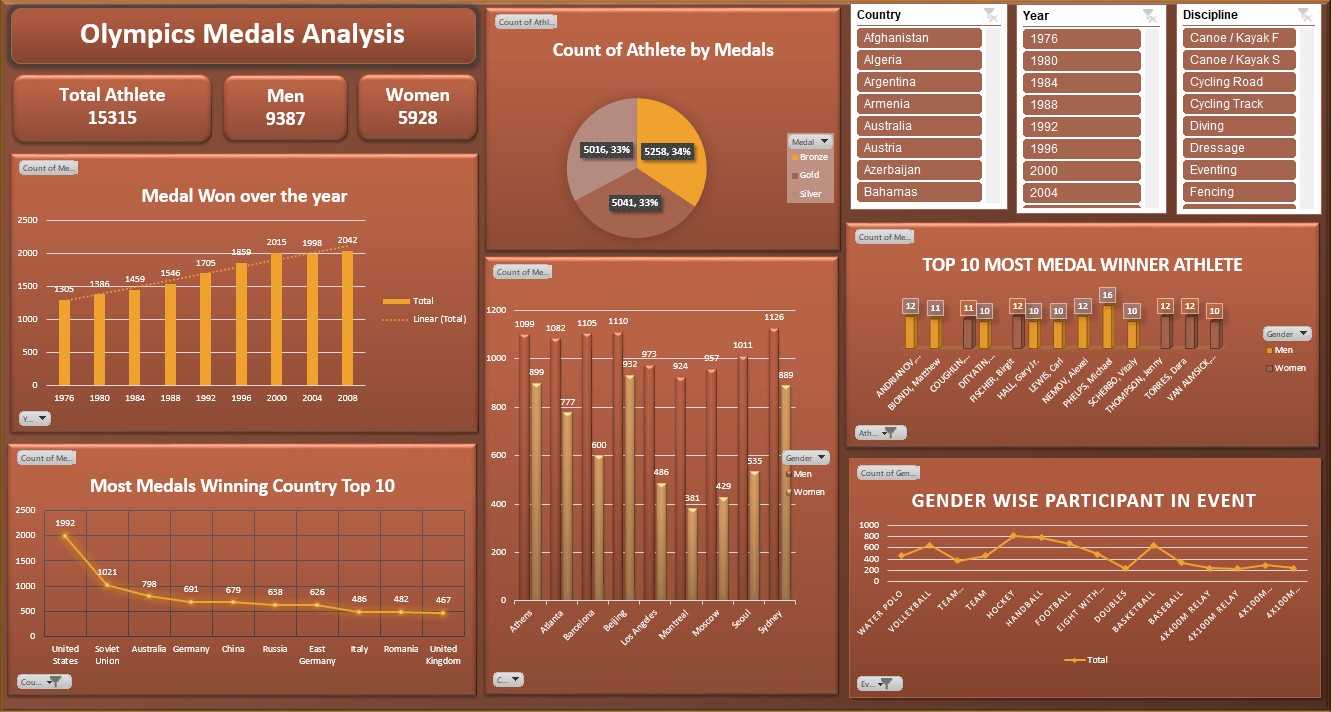 Olympics Medals Analysis
Total Athlete
15315
Men
9387
Women
5928
Count of Me...
Medal Won over the year
2500
2000
1500
1000
500
0
1305
1386
1459
1546
1705
1859
2015
1998
2042
1976 1980 1984 1988 1992 1996 2000 2004 2008
Total
Linear (Total)
Y...
Count of Me...
Most Medals Winning Country Top 10
2500
2000
1500
1000
500
0
1992
1021
798
691
679
638
626
486
482
467
United States
Soviet Union
Australia
Germany
China
Russia
East Germany
Italy
Romania
United Kingdom
Cou...
Count of Athl...
Count of Athlete by Medals
5016, 33%
5258, 34%
5041, 33%
Medal
Bronze
Gold
Silver
Count of Me...
1200
1000
800
600
400
200
0
1099
899
1082
777
1105
600
1110
932
973
486
924
381
957
429
1011
535
1126
889
Athens
Atlanta
Barcelona
Beijing
Los Angeles
Montreal
Moscow
Seoul
Sydney
Gender
Men
Women
C...
Country
Afghanistan
Algeria
Argentina
Armenia
Australia
Austria
Azerbaijan
Bahamas
Year
1976
1980
1984
1988
1992
1996
2000
2004
Discipline
Canoe / Kayak F
Canoe / Kayak S
Cycling Road
Cycling Track
Diving
Dressage
Eventing
Fencing
Count of Me...
TOP 10 MOST MEDAL WINNER ATHLETE
12
11
11
10
12
10
10
12
16
10
12
12
10
ANDRIANOV,...
BIONDI, Matthew
COUGHLIN,...
DITYATIN,...
FISCHER, Birgit
HALL, Gary Jr.
LEWIS, Carl
NEMOV, Alexei
PHELPS, Michael
SCHERBO, Vitaly
THOMPSON, Jenny
TORRES, Dara
VAN ALMSICK,...
Gender
Men
Women
Ath...
Count of Gen...
GENDER WISE PARTICIPANT IN EVENT
1000
800
600
400
200
0
WATER POLO
VOLLEYBALL
TEAM...
TEAM
HOCKEY
HANDBALL
FOOTBALL
EIGHT WITH...
DOUBLES
BASKETBALL
BASEBALL
4X400M RELAY
4X100M RELAY
4X100M...
4X100M...
Total
Ev...